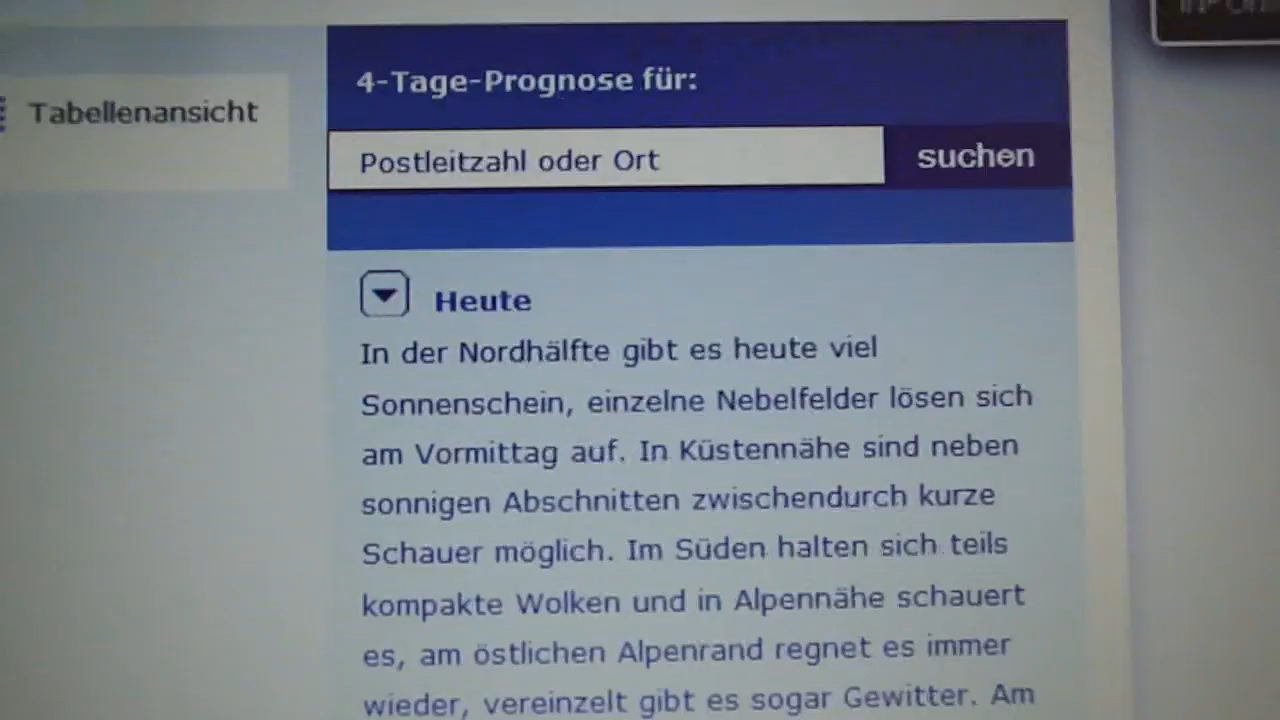 Tabellenansicht
4-Tage-Prognose für:
Postleitzahl oder Ort
suchen
Heute
In der Nordhälfte gibt es heute viel
Sonnenschein, einzelne Nebelfelder lösen sich
am Vormittag auf. In Küstennähe sind neben
sonnigen Abschnitten zwischendurch kurze
Schauer möglich. Im Süden halten sich teils
kompakte Wolken und in Alpennähe schauert
es, am östlichen Alpenrand regnet es immer
wieder, vereinzelt gibt es sogar Gewitter. Am